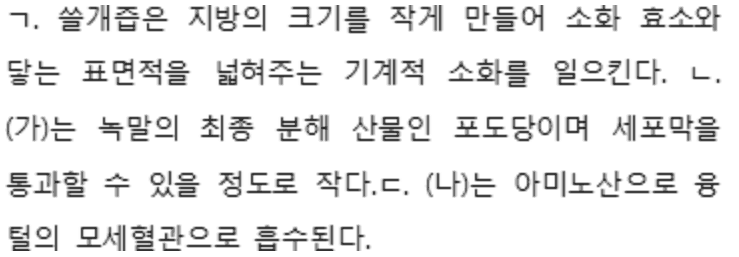 ㄱ. 쓸개즙은 지방의 크기를 작게 만들어 소화 효소와
닿는 표면적을 넓혀주는 기계적 소화를 일으킨다. ㄴ.
(가)는 녹말의 최종 분해 산물인 포도당이며 세포막을
통과할 수 있을 정도로 작다.ㄷ. (나)는 아미노산으로 융
털의 모세혈관으로 흡수된다.